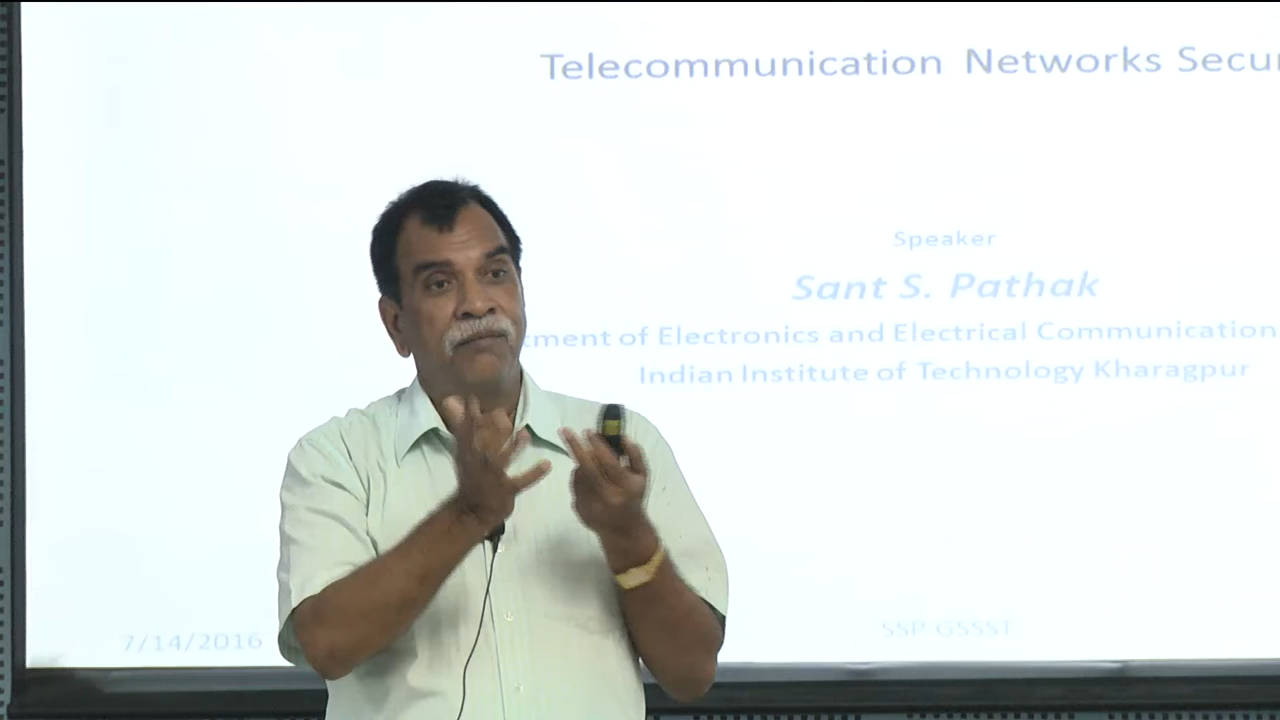 Telecommunication Networks Secu
Speaker
Sant S. Pathak
tment of Electronics and Electrical Communication
Indian Institute of Technology Kharagpur
7/14/2016
SSP-GSSST